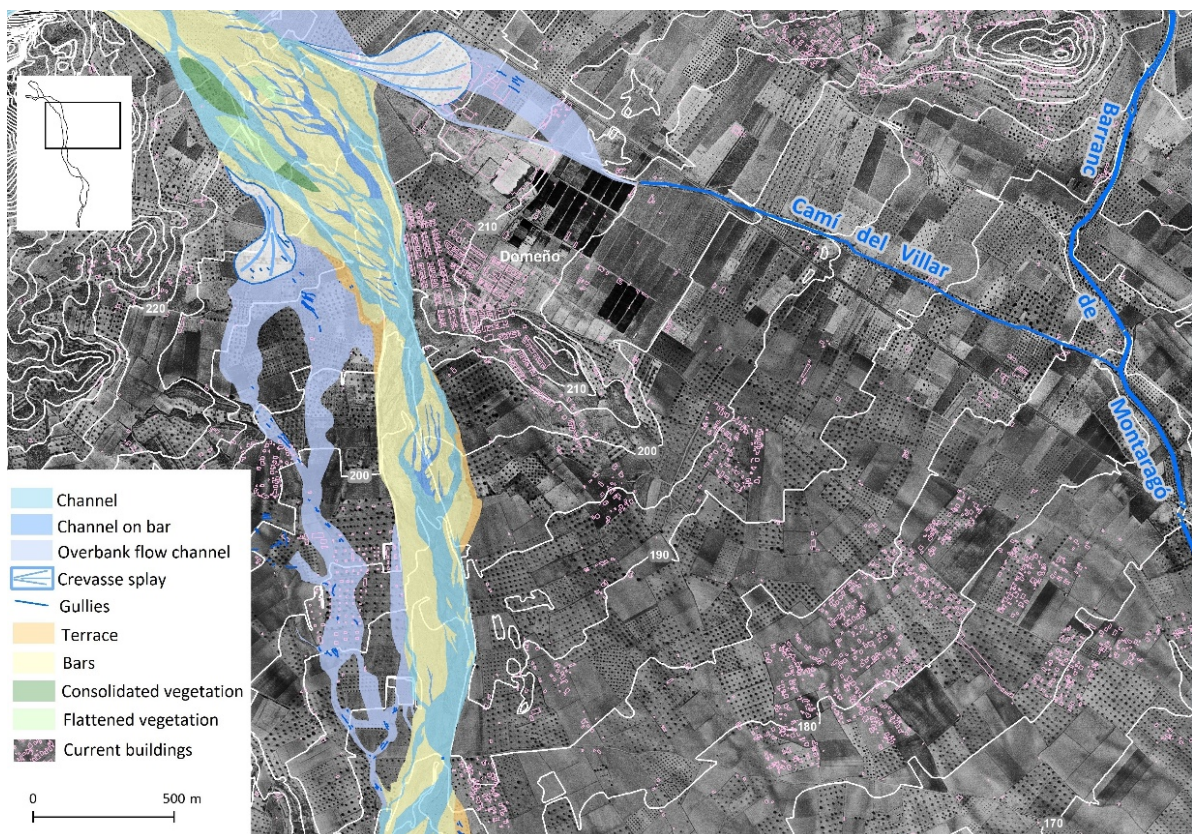 Barranc
de
Montaragó
Camí del Villar
210
Domeño
220
210
200
200
190
180
170
Channel
Channel on bar
Overbank flow channel
Crevasse splay
Gullies
Terrace
Bars
Consolidated vegetation
Flattened vegetation
Current buildings
0 500 m